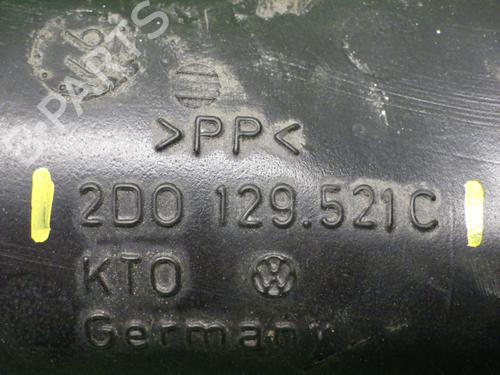 >PP<
2D0 129.521C
KTO
Germany